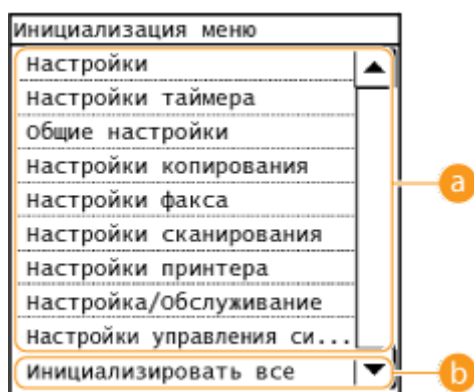 Инициализация меню
Настройки
Настройки таймера
Общие настройки
Настройки копирования
a
Настройки факса
Настройки сканирования
Настройки принтера
Настройка/Обслуживание
Настройки управления си...
Инициализировать все
b